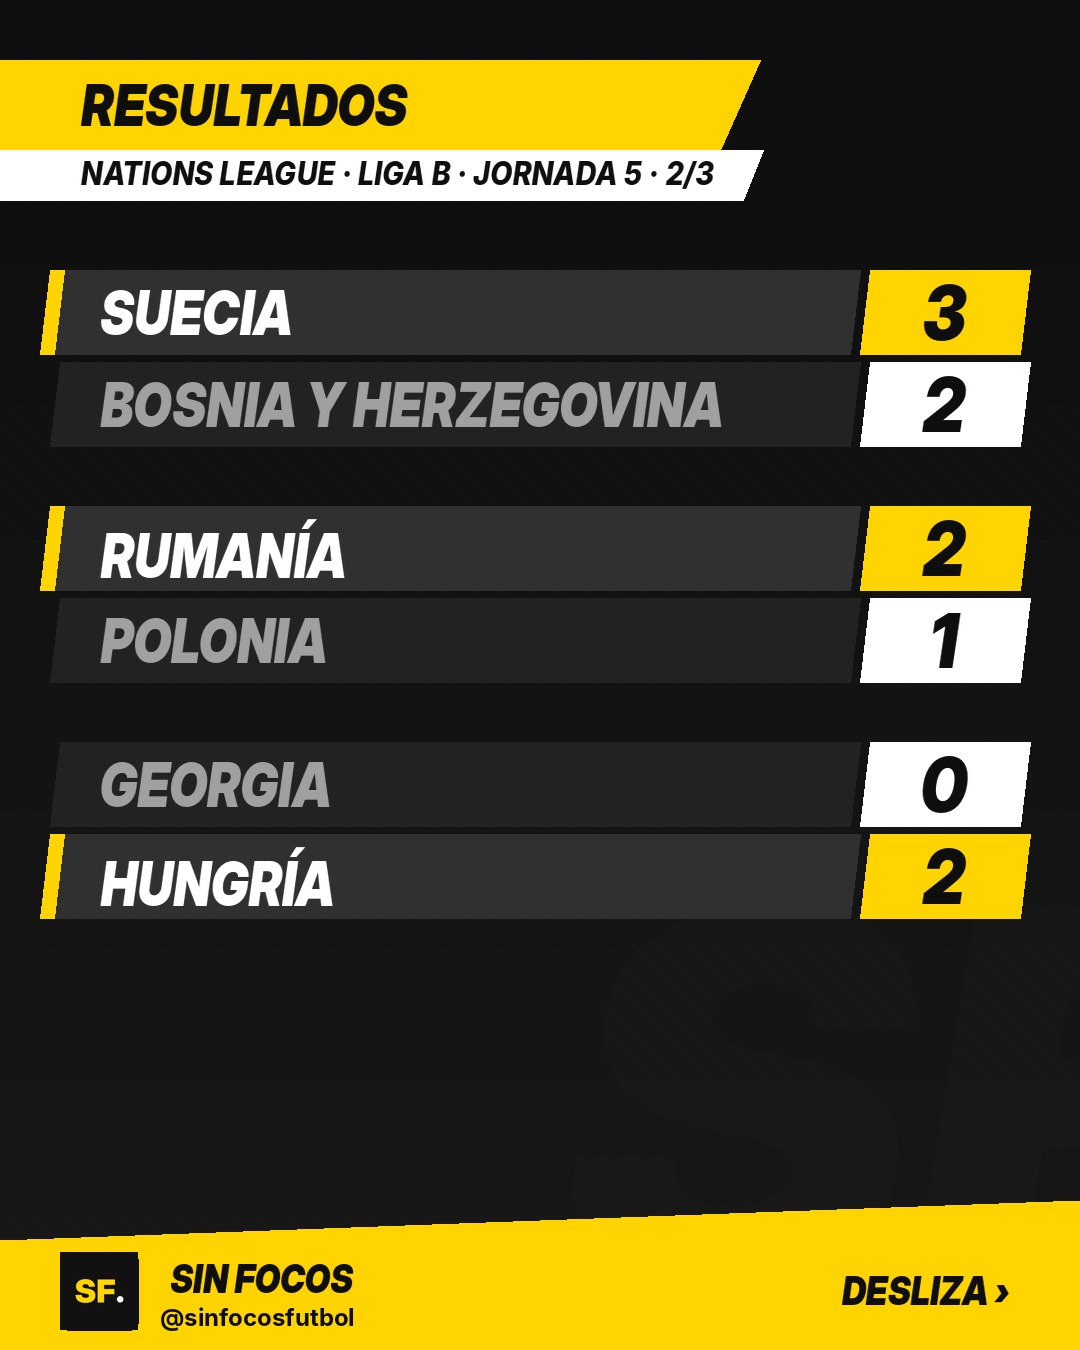 RESULTADOS
NATIONS LEAGUE · LIGA B · JORNADA 5 · 2/3
SUECIA 3
BOSNIA Y HERZEGOVINA 2
RUMANÍA 2
POLONIA 1
GEORGIA 0
HUNGRÍA 2
SF
SF. SIN FOCOS
@sinfocosfutbol
DESLIZA ›